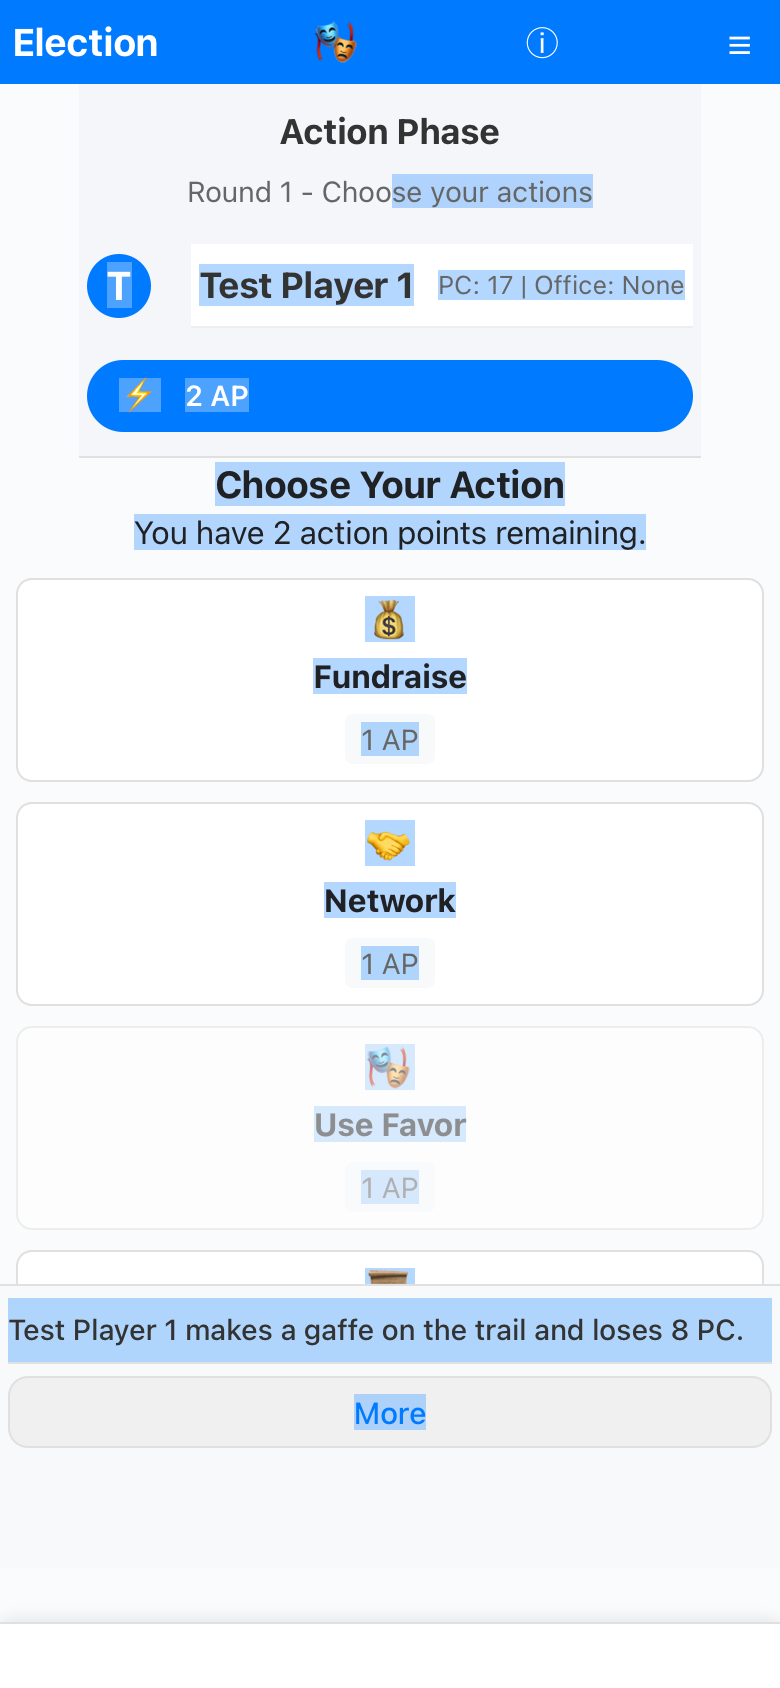 Election
Action Phase
Round 1 - Choose your actions
T
Test Player 1 PC: 17 | Office: None
⚡ 2 AP
Choose Your Action
You have 2 action points remaining.
Fundraise
1 AP
Network
1 AP
Use Favor
1 AP
Test Player 1 makes a gaffe on the trail and loses 8 PC.
More